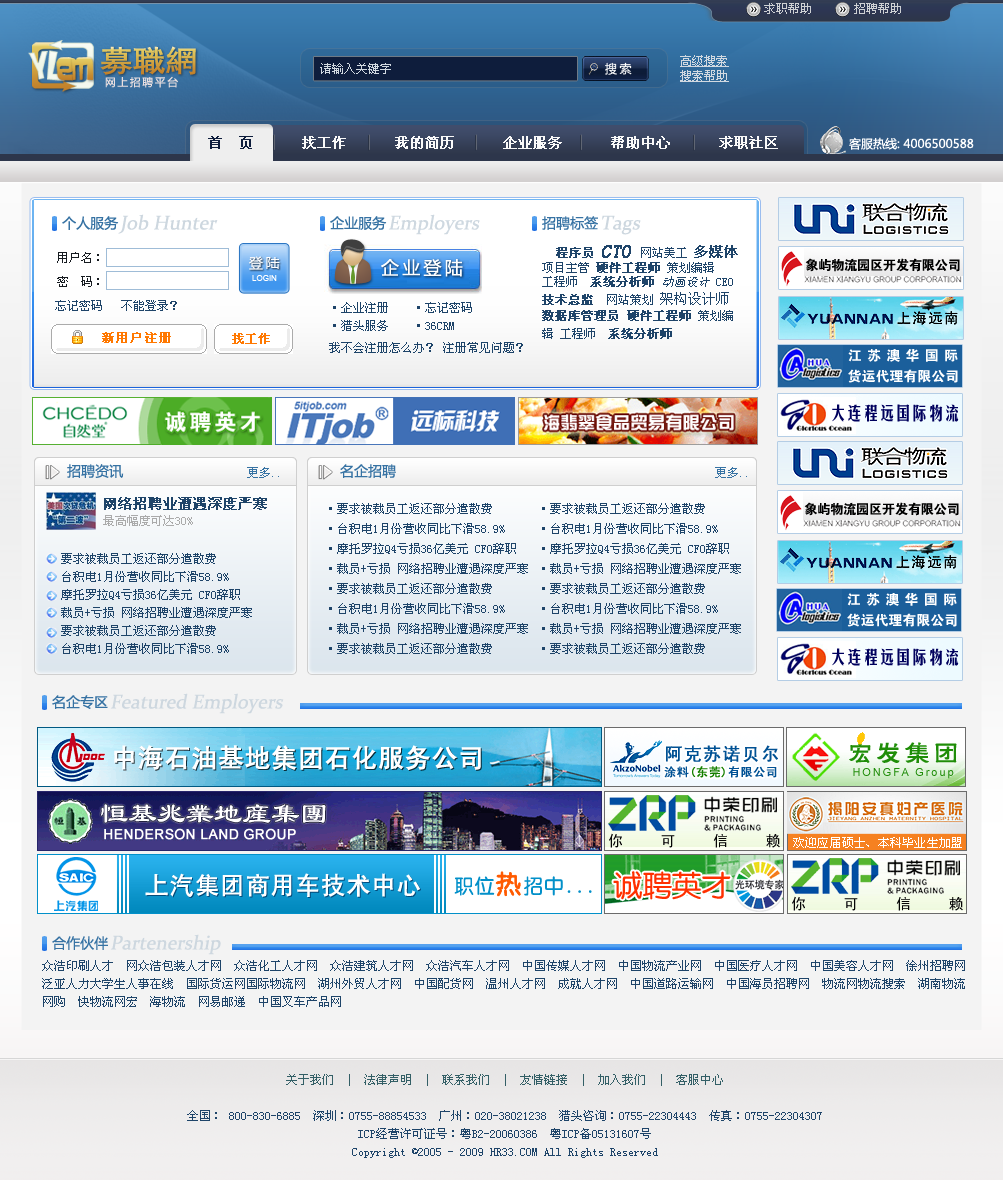 求职帮助 招聘帮助
YLem 募職網
网上招聘平台
请输入关键字 搜索
高级搜索
搜索帮助
首 页 找工作 我的简历 企业服务 帮助中心 求职社区
客服热线: 4006500588
个人服务 Job Hunter
用户名:
密 码:
登陆
LOGIN
忘记密码 不能登录?
新用户注册 找工作
企业服务 Employers
企业登陆
企业注册 忘记密码
猎头服务 36CRM
我不会注册怎么办? 注册常见问题?
招聘标签 Tags
程序员 CTO 网站美工 多媒体
项目主管 硬件工程师 策划编辑
工程师 系统分析师 动画设计 CEO
技术总监 网站策划 架构设计师
数据库管理员 硬件工程师 策划编
辑 工程师 系统分析师
CHCEDO
自然堂
诚聘英才
5itjob.com
ITjob®
远标科技
海翡翠食品贸易有限公司
招聘资讯 更多..
网络招聘业遭遇深度严寒
最高幅度可达30%
要求被裁员工返还部分遣散费
台积电1月份营收同比下滑58.9%
摩托罗拉Q4亏损36亿美元 CFO辞职
裁员+亏损 网络招聘业遭遇深度严寒
要求被裁员工返还部分遣散费
台积电1月份营收同比下滑58.9%
名企招聘 更多..
要求被裁员工返还部分遣散费 要求被裁员工返还部分遣散费
台积电1月份营收同比下滑58.9% 台积电1月份营收同比下滑58.9%
摩托罗拉Q4亏损36亿美元 CFO辞职 摩托罗拉Q4亏损36亿美元 CFO辞职
裁员+亏损 网络招聘业遭遇深度严寒 裁员+亏损 网络招聘业遭遇深度严寒
要求被裁员工返还部分遣散费 要求被裁员工返还部分遣散费
台积电1月份营收同比下滑58.9% 台积电1月份营收同比下滑58.9%
裁员+亏损 网络招聘业遭遇深度严寒 裁员+亏损 网络招聘业遭遇深度严寒
要求被裁员工返还部分遣散费 要求被裁员工返还部分遣散费
Uni 联合物流
LOGISTICS
象屿物流园区开发有限公司
XIAMEN XIANGYU GROUP CORPORATION
YUANNAN 上海远南
AHUA logistics
江苏澳华国际
货运代理有限公司
大连程远国际物流
Glorious Ocean
Uni 联合物流
LOGISTICS
象屿物流园区开发有限公司
XIAMEN XIANGYU GROUP CORPORATION
YUANNAN 上海远南
AHUA logistics
江苏澳华国际
货运代理有限公司
大连程远国际物流
Glorious Ocean
名企专区 Featured Employers
CNOOC 中海石油基地集团石化服务公司
AkzoNobel
Tomorrow's Answers Today
阿克苏诺贝尔
涂料(东莞)有限公司
宏发集团
HONGFA Group
恒基 恒基兆業地産集團
HENDERSON LAND GROUP
ZRP 中荣印刷
PRINTING
& PACKAGING
你可信赖
揭阳安真妇产医院
JIEYANG ANZHEN MATERNITY HOSPITAL
欢迎应届硕士、本科毕业生加盟
SAIC
上汽集团
上汽集团商用车技术中心
职位热招中...
诚聘英才
光环境专家
ZRP 中荣印刷
PRINTING
& PACKAGING
你可信赖
合作伙伴 Partenership
众浩印刷人才 网众浩包装人才网 众浩化工人才网 众浩建筑人才网 众浩汽车人才网 中国传媒人才网 中国物流产业网 中国医疗人才网 中国美容人才网 徐州招聘网
泛亚人力大学生人事在线 国际货运网国际物流网 湖州外贸人才网 中国配货网 温州人才网 成就人才网 中国道路运输网 中国海员招聘网 物流网物流搜索 湖南物流
网购 快物流网宏 海物流 网易邮递 中国叉车产品网
关于我们 | 法律声明 | 联系我们 | 友情链接 | 加入我们 | 客服中心
全国: 800-830-6885 深圳:0755-88854533 广州:020-38021238 猎头咨询:0755-22304443 传真:0755-22304307
ICP经营许可证号:粤B2-20060386 粤ICP备05131607号
Copyright ©2005 - 2009 HR33.COM All Rights Reserved